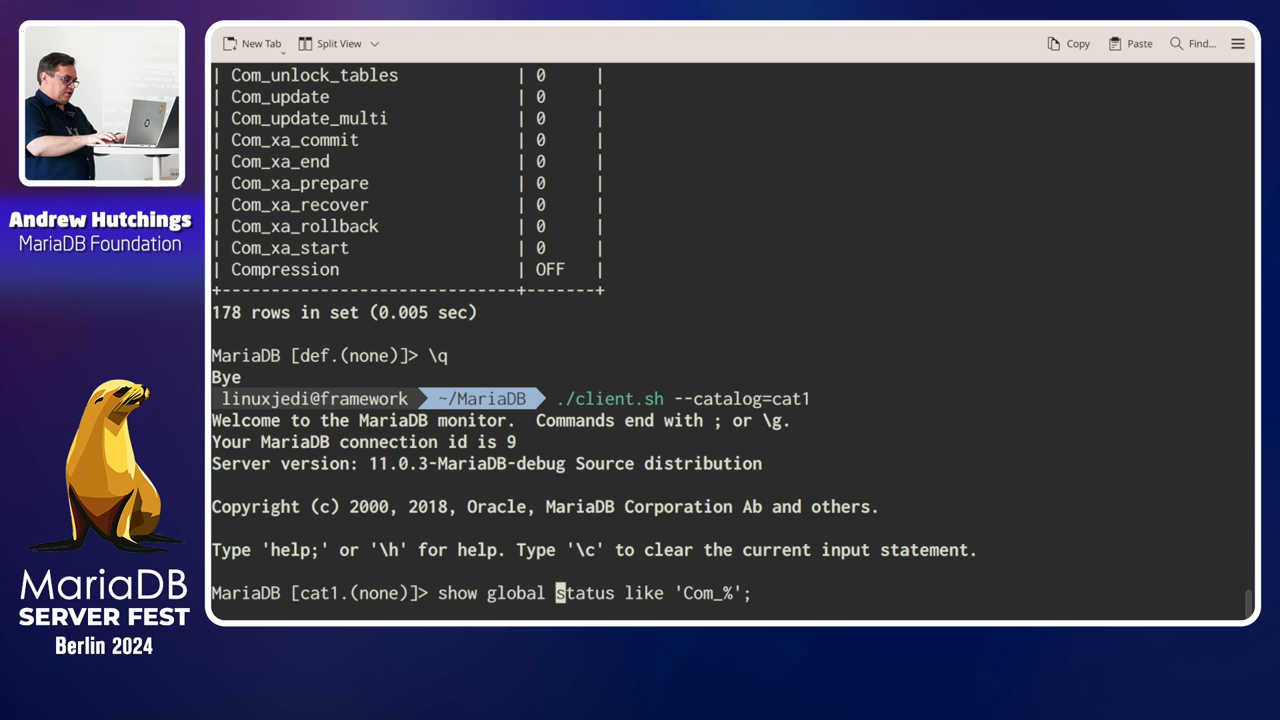 New Tab
Split View
Copy
Paste
Find...
| Com_unlock_tables | 0 |
| Com_update | 0 |
| Com_update_multi | 0 |
| Com_xa_commit | 0 |
| Com_xa_end | 0 |
| Com_xa_prepare | 0 |
| Com_xa_recover | 0 |
| Com_xa_rollback | 0 |
| Com_xa_start | 0 |
| Compression | OFF |
+------------------------------+-------+
178 rows in set (0.005 sec)
MariaDB [def.(none)]> \q
Bye
linuxjedi@framework ~/MariaDB ./client.sh --catalog=cat1
Welcome to the MariaDB monitor.  Commands end with ; or \g.
Your MariaDB connection id is 9
Server version: 11.0.3-MariaDB-debug Source distribution
Copyright (c) 2000, 2018, Oracle, MariaDB Corporation Ab and others.
Type 'help;' or '\h' for help. Type '\c' to clear the current input statement.
MariaDB [cat1.(none)]> show global status like 'Com_%';
Andrew Hutchings
MariaDB Foundation
MariaDB
SERVER FEST
Berlin 2024